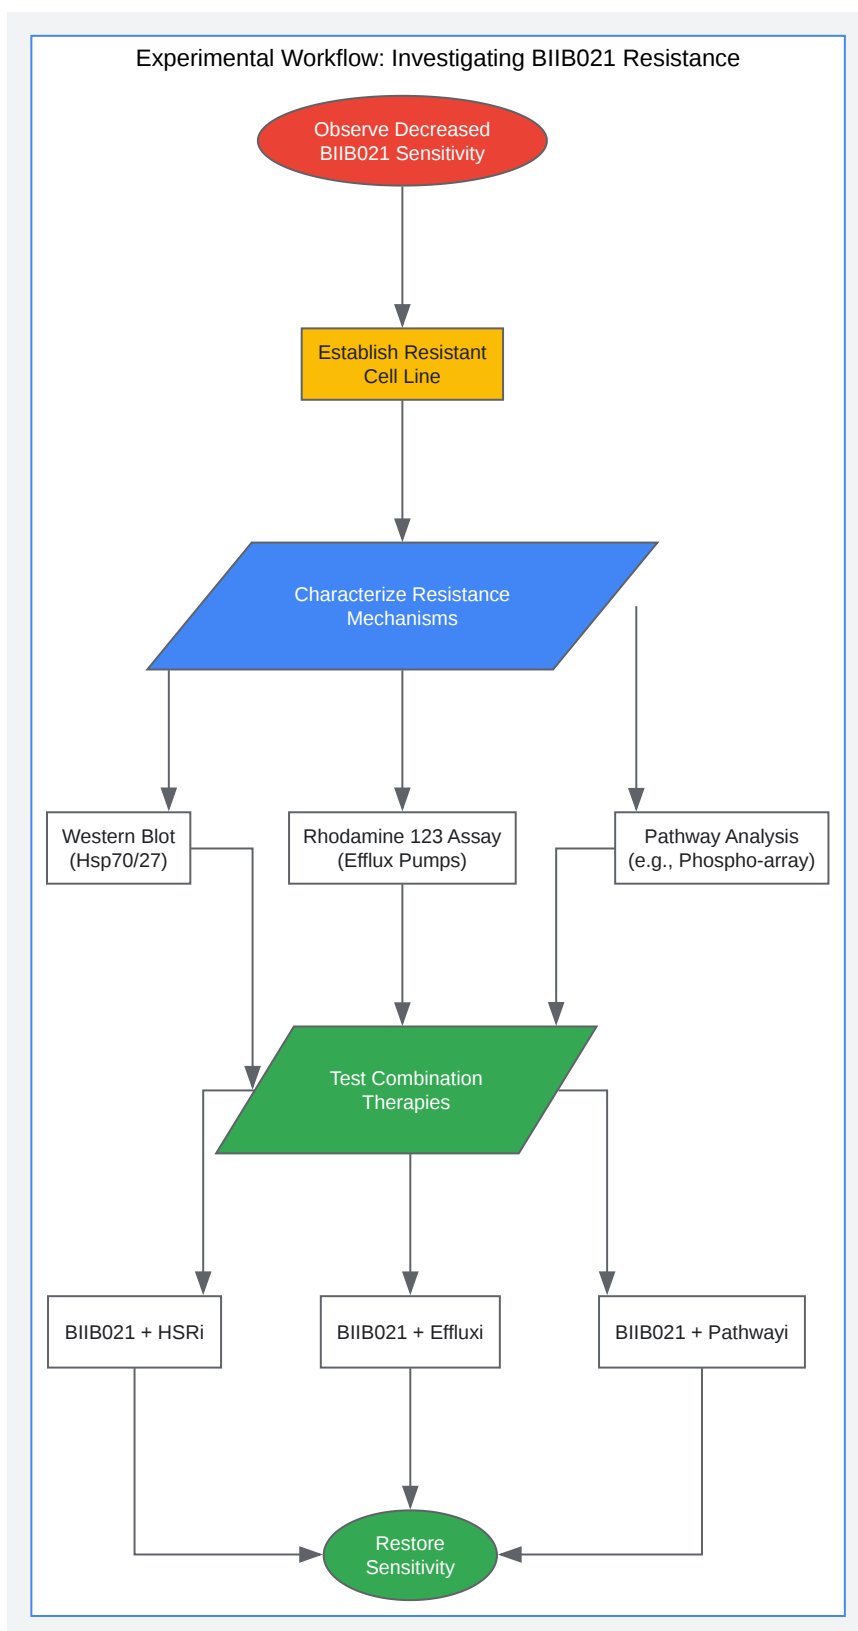 Experimental Workflow: Investigating BIIB021 Resistance
Observe Decreased
BIIB021 Sensitivity
Establish Resistant
Cell Line
Characterize Resistance
Mechanisms
Western Blot
(Hsp70/27)
Rhodamine 123 Assay
(Efflux Pumps)
Pathway Analysis
(e.g., Phospho-array)
Test Combination
Therapies
BIIB021 + HSRi
BIIB021 + Effluxi
BIIB021 + Pathwayi
Restore
Sensitivity